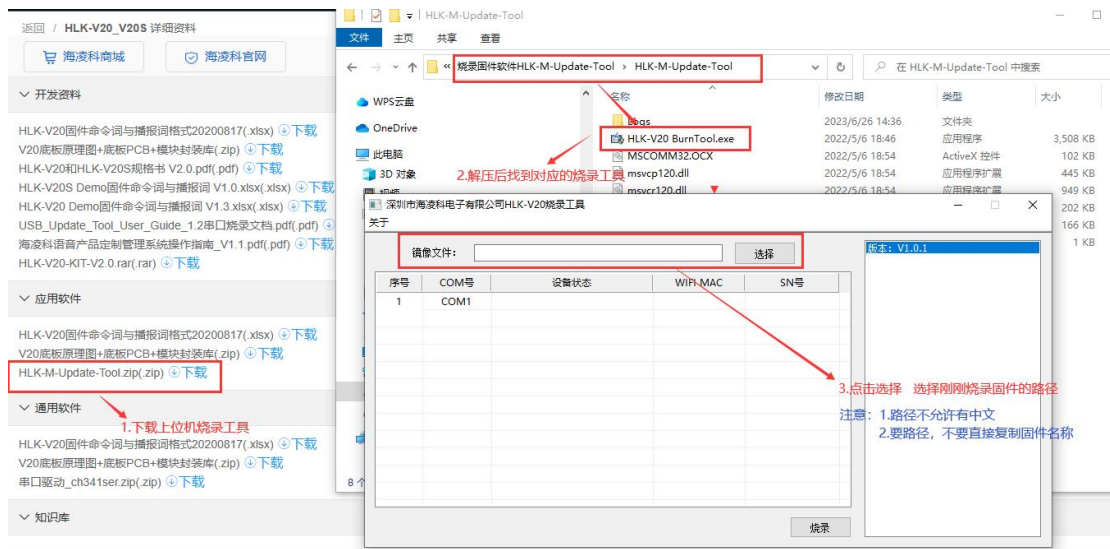 返回 / HLK-V20_V20S 详细资料
海凌科商城
海凌科官网
开发资料
HLK-V20固件命令词与播报词格式20200817(.xlsx) 下载
V20底板原理图+底板PCB+模块封装库(.zip) 下载
HLK-V20和HLK-V20S规格书 V2.0.pdf(.pdf) 下载
HLK-V20S Demo固件命令词与播报词 V1.0.xlsx(.xlsx) 下载
HLK-V20 Demo固件命令词与播报词 V1.3.xlsx(.xlsx) 下载
USB_Update_Tool_User_Guide_1.2串口烧录文档.pdf(.pdf)
海凌科语音产品定制管理系统操作指南_V1.1.pdf(.pdf) 下载
HLK-V20-KIT-V2.0.rar(.rar) 下载
应用软件
HLK-V20固件命令词与播报词格式20200817(.xlsx) 下载
V20底板原理图+底板PCB+模块封装库(.zip) 下载
HLK-M-Update-Tool.zip(.zip) 下载
通用软件
1.下载上位机烧录工具
HLK-V20固件命令词与播报词格式20200817(.xlsx) 下载
V20底板原理图+底板PCB+模块封装库(.zip) 下载
串口驱动_ch341ser.zip(.zip) 下载
知识库
HLK-M-Update-Tool
文件 主页 共享 查看
« 烧录固件软件HLK-M-Update-Tool › HLK-M-Update-Tool
在 HLK-M-Update-Tool 中搜索
名称 修改日期 类型 大小
WPS云盘
OneDrive
此电脑
3D 对象
视频
Logs 2023/6/26 14:36 文件夹
HLK-V20 BurnTool.exe 2022/5/6 18:46 应用程序 3,508 KB
MSCOMM32.OCX 2022/5/6 18:54 ActiveX 控件 102 KB
msvcp120.dll 2022/5/6 18:54 应用程序扩展 445 KB
msvcr120.dll 2022/5/6 18:54 应用程序扩展 949 KB
202 KB
166 KB
1 KB
2.解压后找到对应的烧录工具
8 个
深圳市海凌科电子有限公司HLK-V20烧录工具
关于
镜像文件: 选择
版本: V1.0.1
序号 COM号 设备状态 WIFI MAC SN号
1 COM1
3.点击选择 选择刚刚烧录固件的路径
注意: 1.路径不允许有中文
2.要路径, 不要直接复制固件名称
烧录